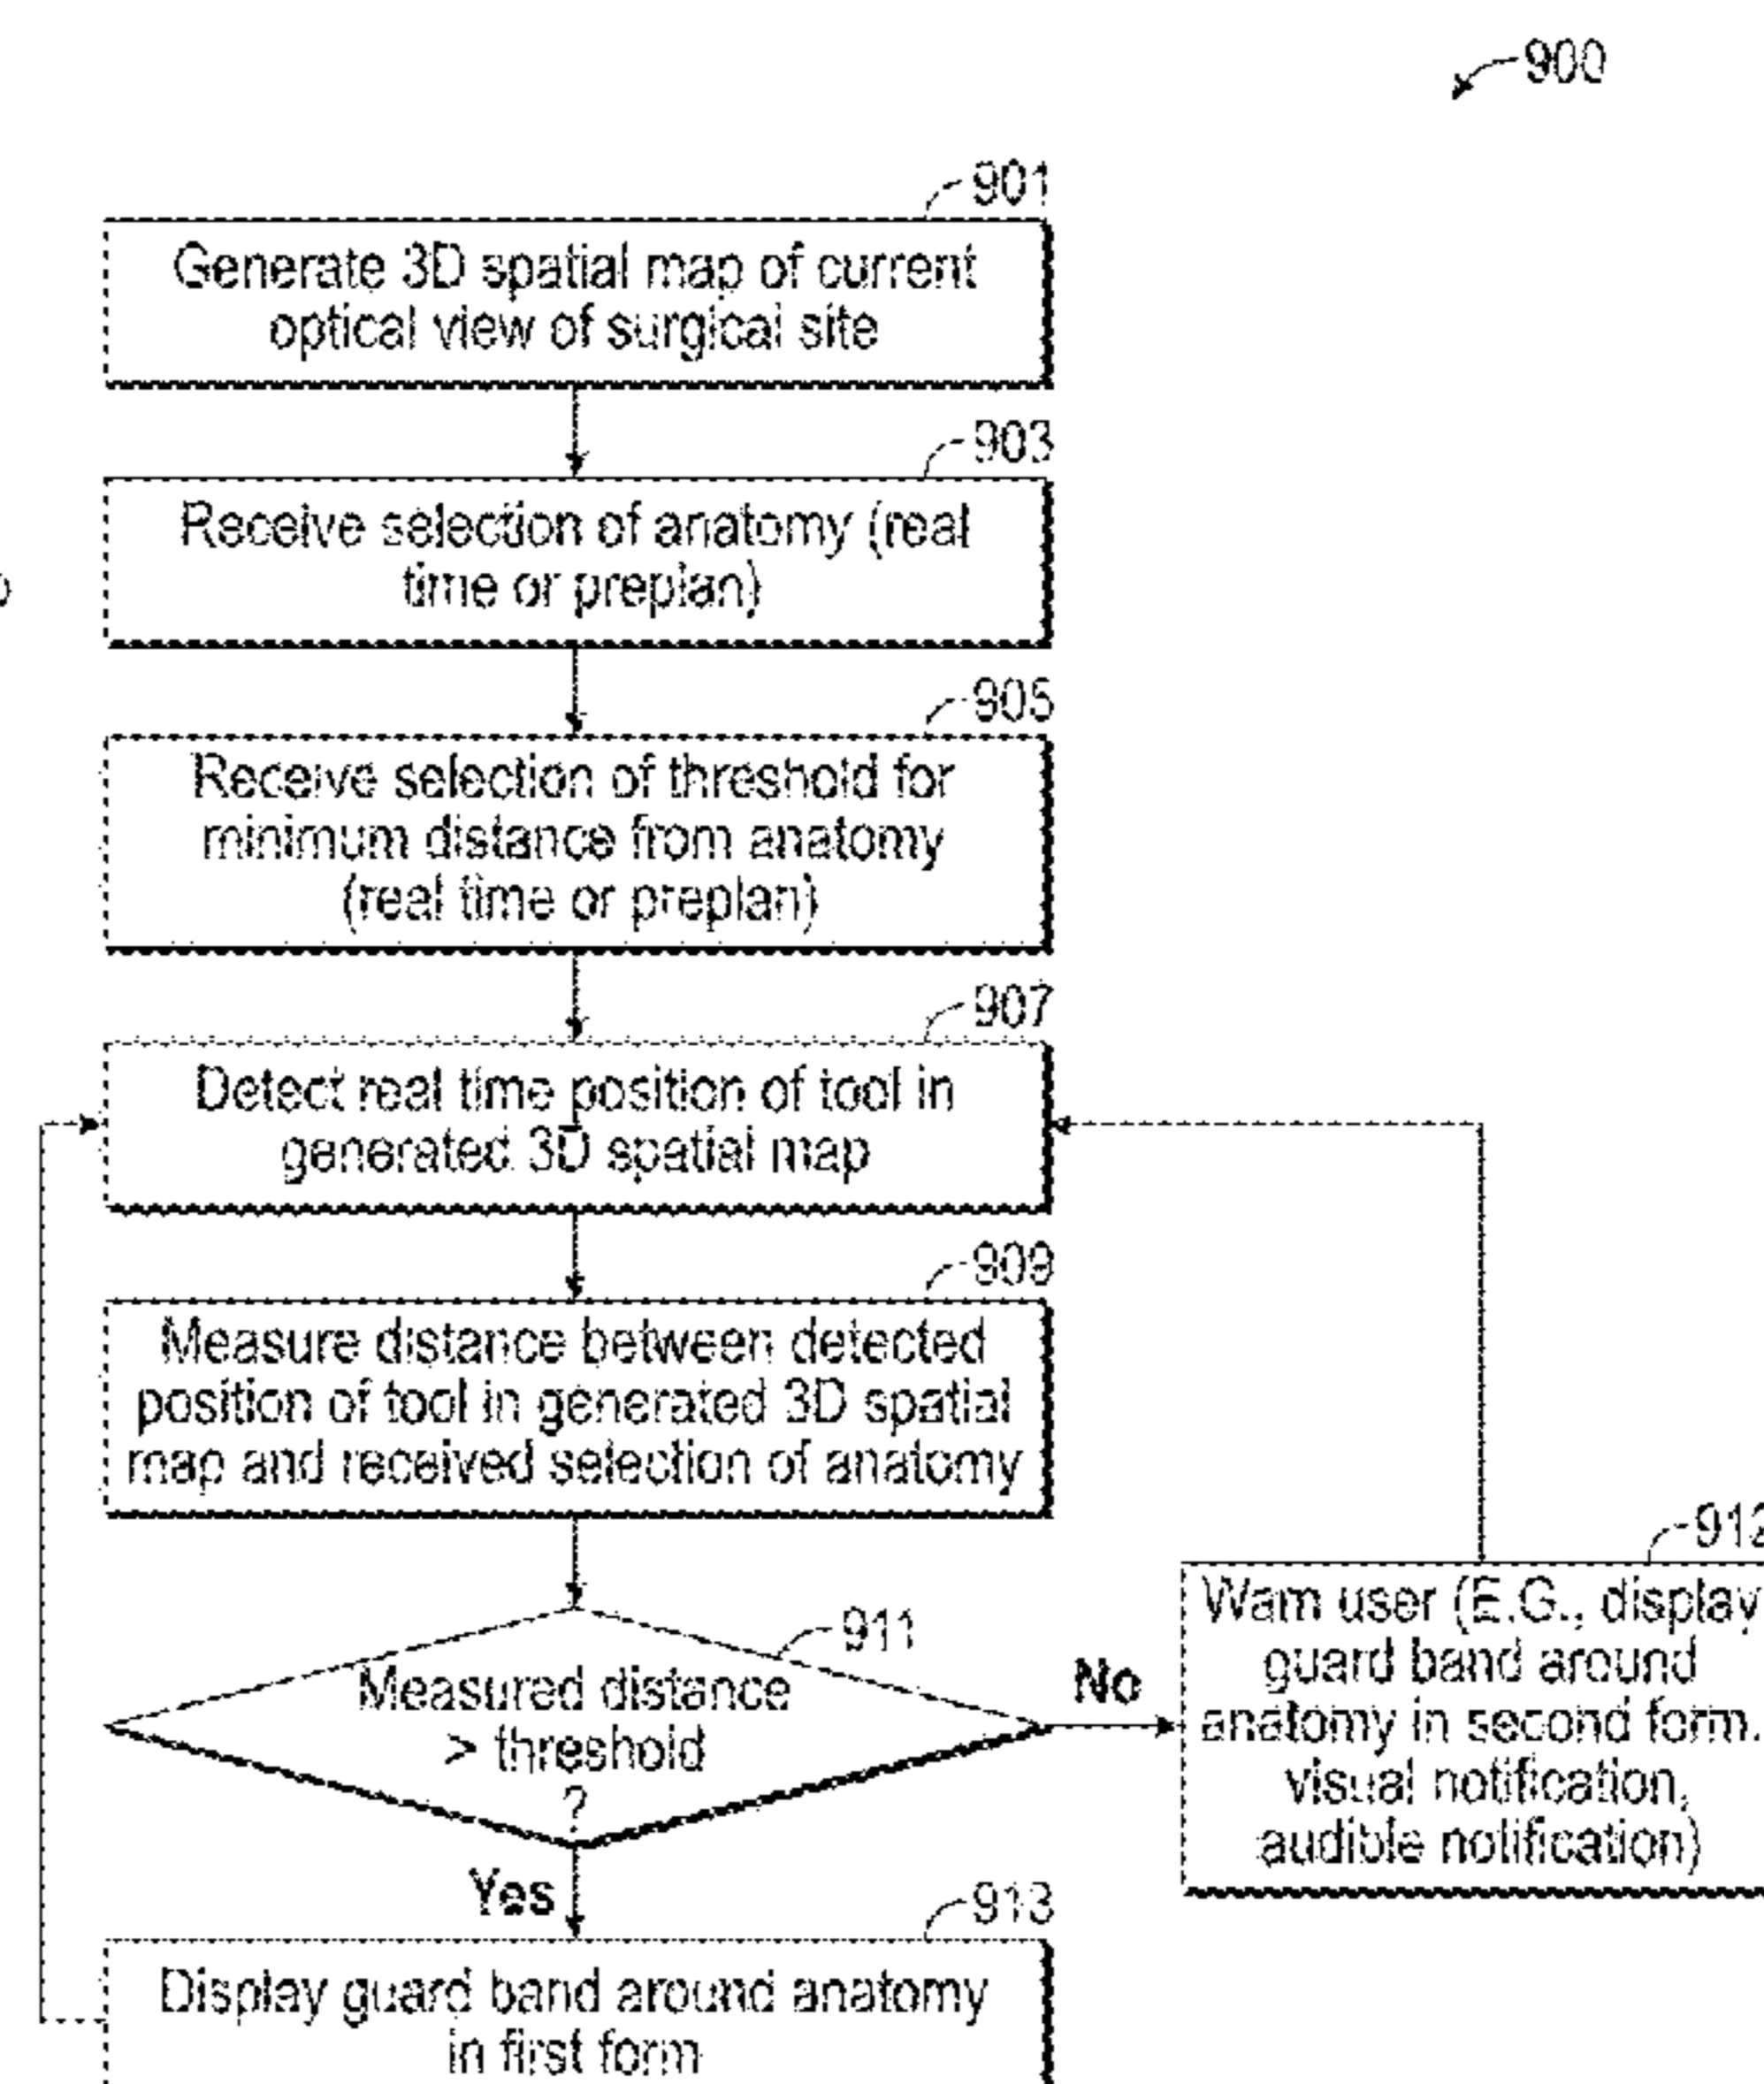 900
901
Generate 3D spatial map of current
optical view of surgical site
903
Receive selection of anatomy (real
time or preplan)
905
Receive selection of threshold for
minimum distance from anatomy
(real time or preplan)
907
Detect real time position of tool in
generated 3D spatial map
909
Measure distance between detected
position of tool in generated 3D spatial
map and received selection of anatomy
911
Measured distance
> threshold
?
No
912
Warn user (E.G., display
guard band around
anatomy in second form.
visual notification,
audible notification)
Yes
913
Display guard band around anatomy
in first form